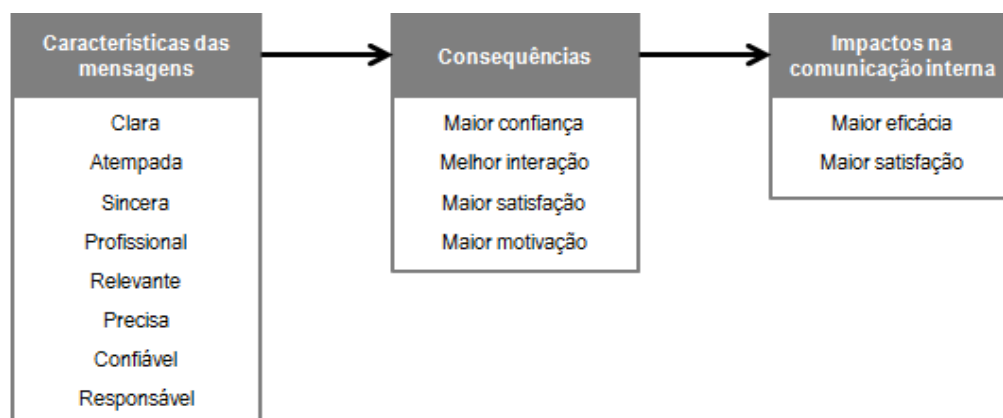 Características das
mensagens
Clara
Atempada
Sincera
Profissional
Relevante
Precisa
Confiável
Responsável
Consequências
Maior confiança
Melhor interação
Maior satisfação
Maior motivação
Impactos na
comunicação interna
Maior eficácia
Maior satisfação